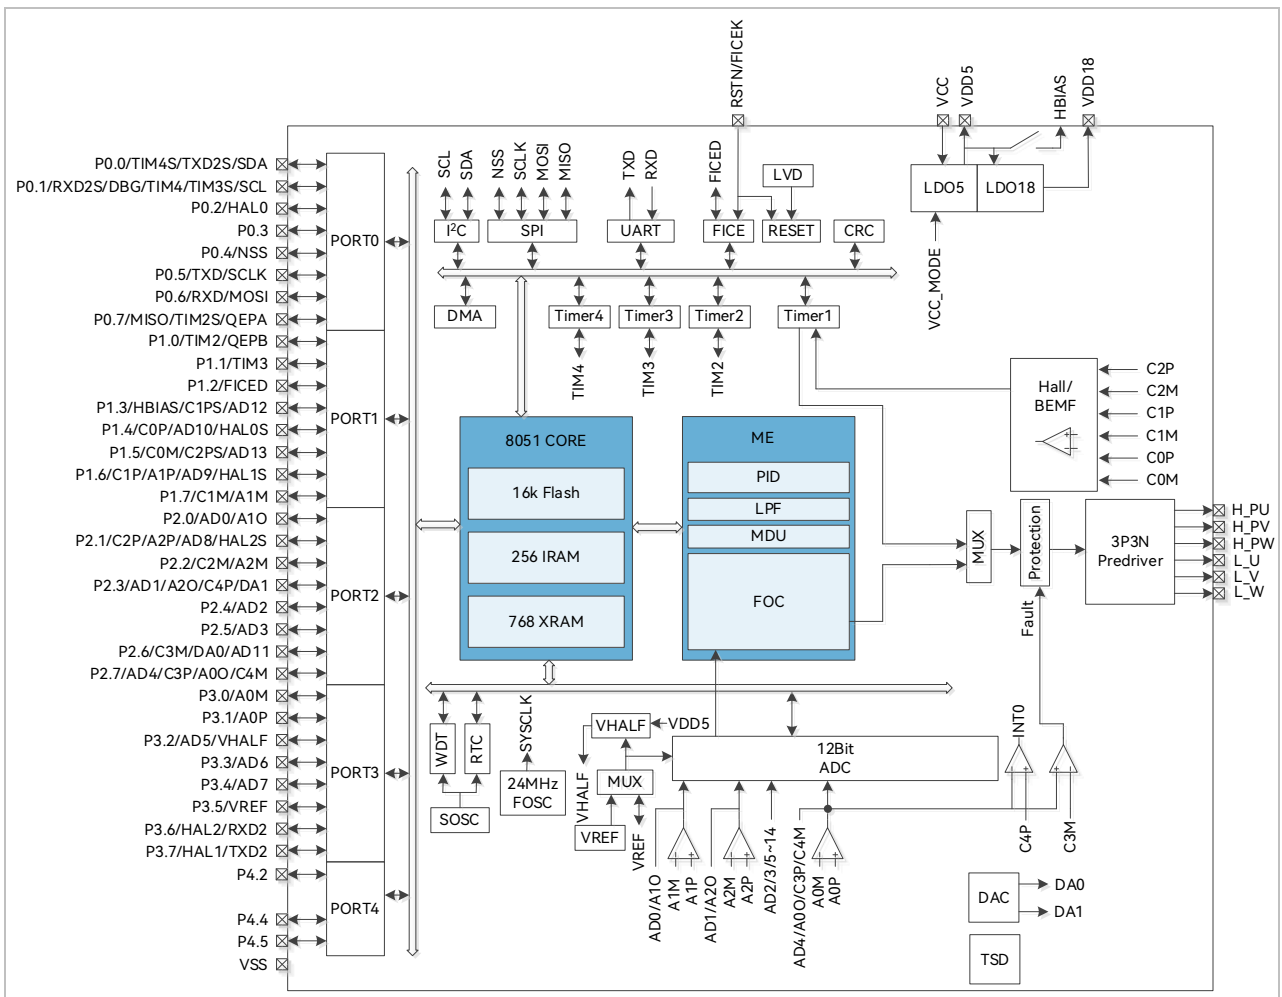 RSTN/FICEK
VCC
VDD5
HBIAS
VDD18
P0.0/TIM4S/TXD2S/SDA
P0.1/RXD2S/DBG/TIM4/TIM3S/SCL
P0.2/HAL0
P0.3
P0.4/NSS
P0.5/TXD/SCLK
P0.6/RXD/MOSI
P0.7/MISO/TIM2S/QEPA
P1.0/TIM2/QEPB
P1.1/TIM3
P1.2/FICED
P1.3/HBIAS/C1PS/AD12
P1.4/C0P/AD10/HAL0S
P1.5/C0M/C2PS/AD13
P1.6/C1P/A1P/AD9/HAL1S
P1.7/C1M/A1M
P2.0/AD0/A1O
P2.1/C2P/A2P/AD8/HAL2S
P2.2/C2M/A2M
P2.3/AD1/A2O/C4P/DA1
P2.4/AD2
P2.5/AD3
P2.6/C3M/DA0/AD11
P2.7/AD4/C3P/A0O/C4M
P3.0/A0M
P3.1/A0P
P3.2/AD5/VHALF
P3.3/AD6
P3.4/AD7
P3.5/VREF
P3.6/HAL2/RXD2
P3.7/HAL1/TXD2
P4.2
P4.4
P4.5
VSS
PORT0
PORT1
PORT2
PORT3
PORT4
SCL
SDA
NSS
SCLK
MOSI
MISO
TXD
RXD
FICED
LVD
I²C
SPI
UART
FICE
RESET
CRC
LDO5
LDO18
VCC_MODE
DMA
Timer4
Timer3
Timer2
Timer1
TIM4
TIM3
TIM2
Hall/
BEMF
C2P
C2M
C1P
C1M
C0P
C0M
8051 CORE
16k Flash
256 IRAM
768 XRAM
ME
PID
LPF
MDU
FOC
MUX
Protection
Fault
3P3N
Predriver
H_PU
H_PV
H_PW
L_U
L_V
L_W
WDT
RTC
SOSC
SYSCLK
24MHz
FOSC
VHALF
VDD5
VHALF
MUX
VREF
VREF
12Bit
ADC
INT0
C4P
C3M
AD0/A1O
A1M
A1P
AD1/A2O
A2M
A2P
AD2/3/5~14
AD4/A0O/C3P/C4M
A0M
A0P
DAC
DA0
DA1
TSD